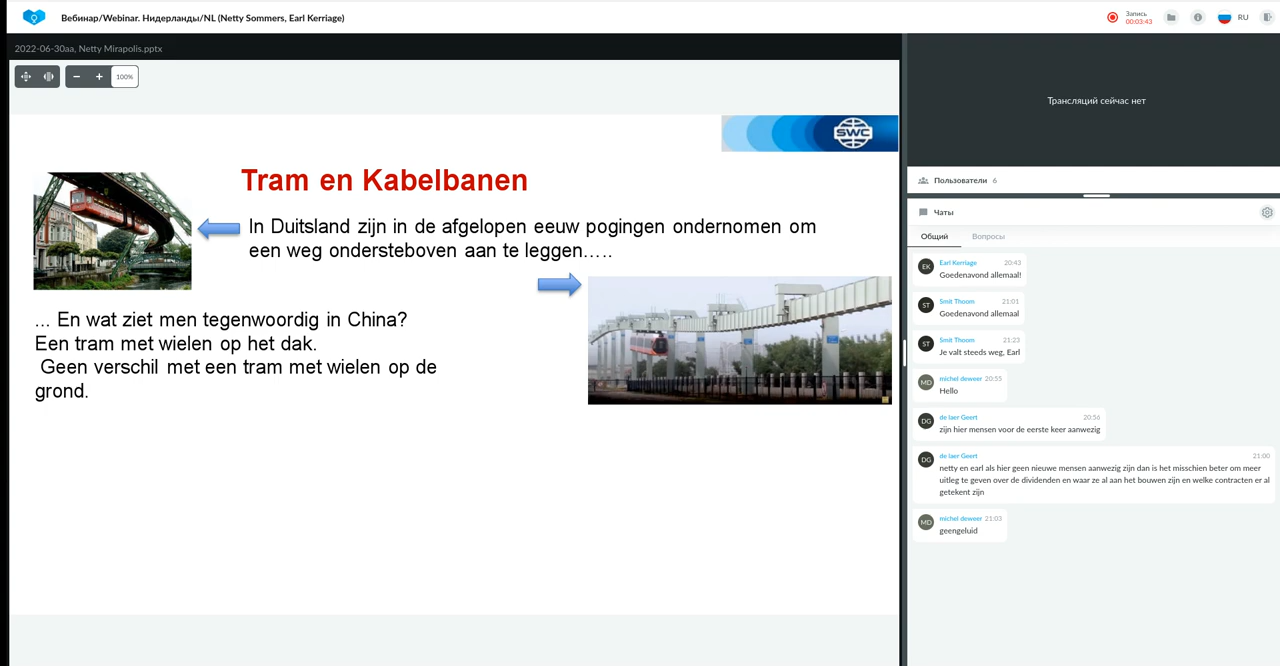 Вебинар/Webinar. Нидерланды/NL (Netty Sommers, Earl Kerriage)
Запись
00:03:43
RU
2022-06-30aa, Netty Mirapolis.pptx
100%
SWC
Tram en Kabelbanen
In Duitsland zijn in de afgelopen eeuw pogingen ondernomen om
een weg ondersteboven aan te leggen…..
... En wat ziet men tegenwoordig in China?
Een tram met wielen op het dak.
Geen verschil met een tram met wielen op de
grond.
Трансляций сейчас нет
Пользователи 6
Чаты
Общий Вопросы
EK Earl Kerriage 20:43
Goedenavond allemaal!
ST Smit Thoom 21:01
Goedenavond allemaal
ST Smit Thoom 21:23
Je valt steeds weg, Earl
MD michel deweer 20:55
Hello
DG de laer Geert 20:56
zijn hier mensen voor de eerste keer aanwezig
DG de laer Geert 21:00
netty en earl als hier geen nieuwe mensen aanwezig zijn dan is het misschien beter om meer
uitleg te geven over de dividenden en waar ze al aan het bouwen zijn en welke contracten er al
getekent zijn
MD michel deweer 21:03
geengeluid